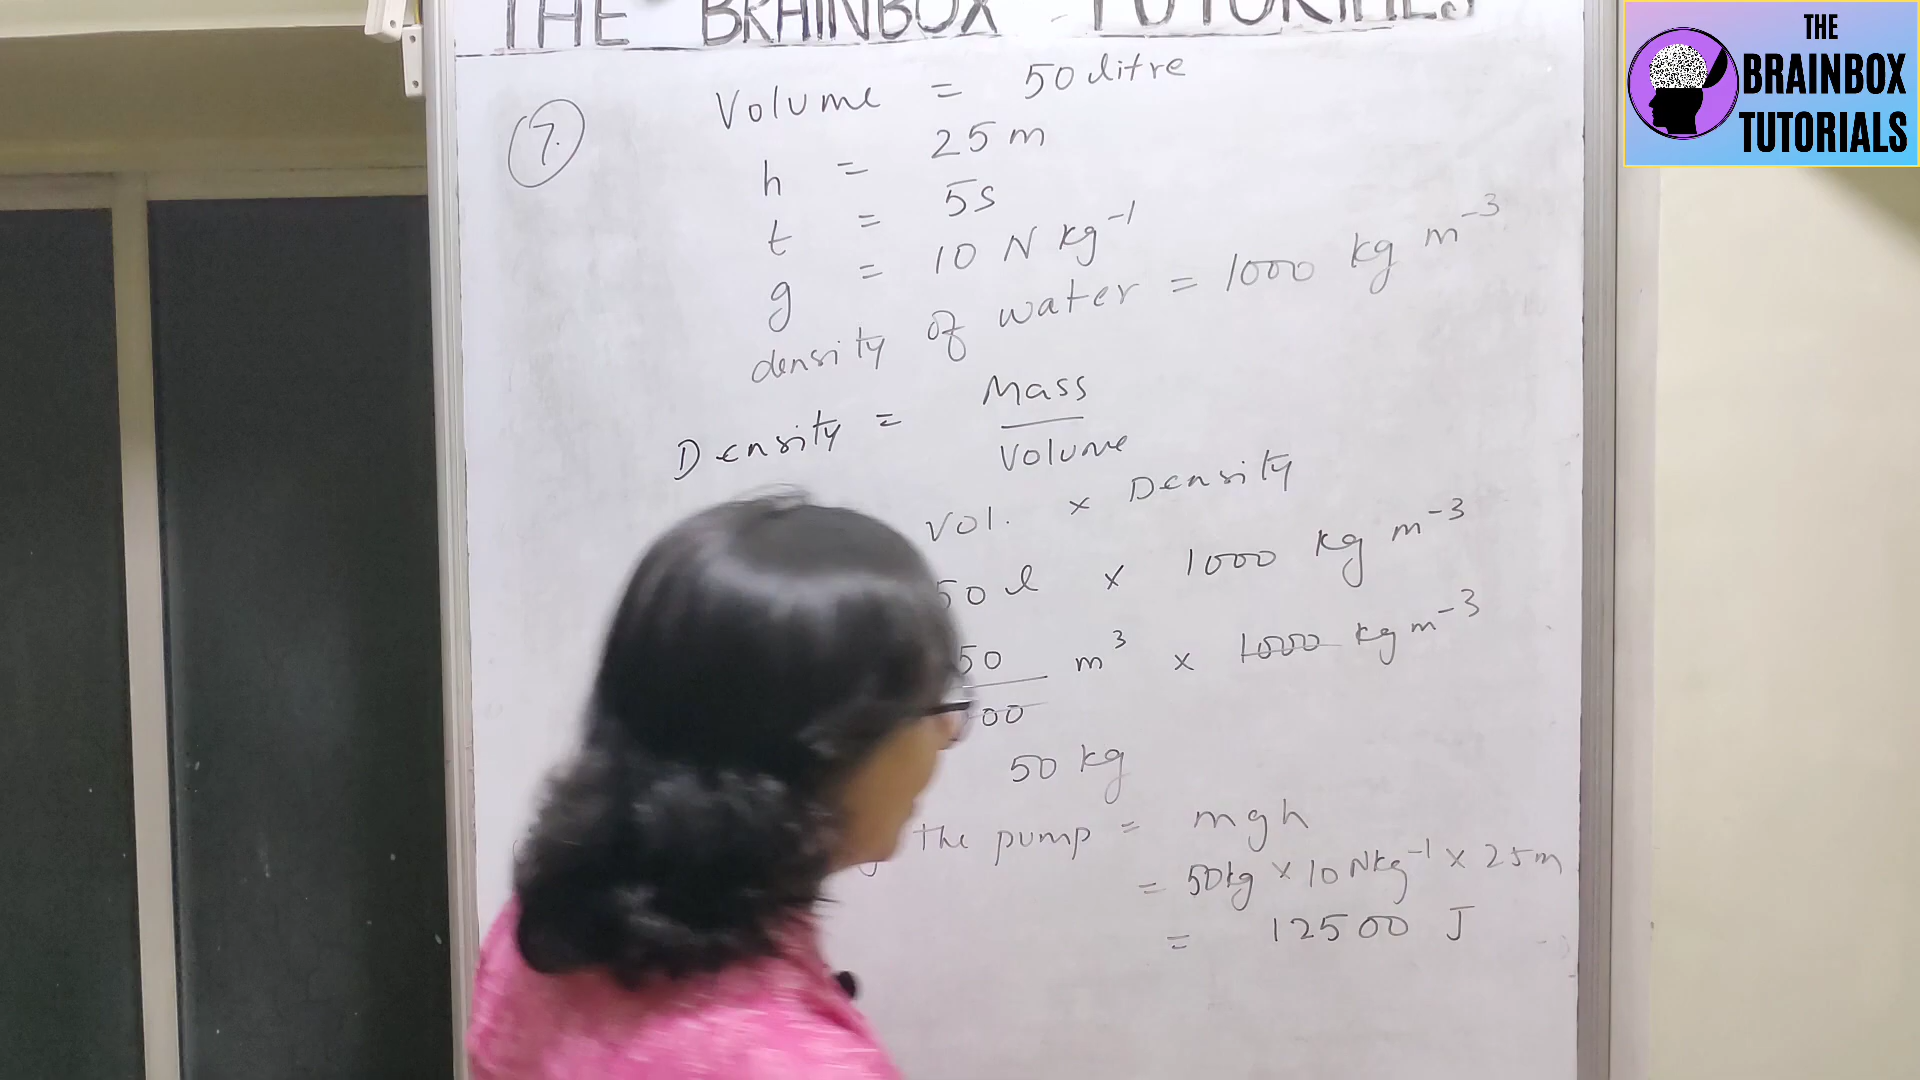 THE BRAINBOX TUTORIALS
THE
BRAINBOX
TUTORIALS
7.
Volume = 50 litre
h = 25 m
t = 5s
g = 10 N kg⁻¹
density of water = 1000 kg m⁻³
Density = Mass / Volume
Vol. × Density
50 l × 1000 kg m⁻³
50 / 000 m³ × 1000 kg m⁻³
50 kg
the pump = mgh
= 50kg × 10 Nkg⁻¹ × 25m
= 12500 J